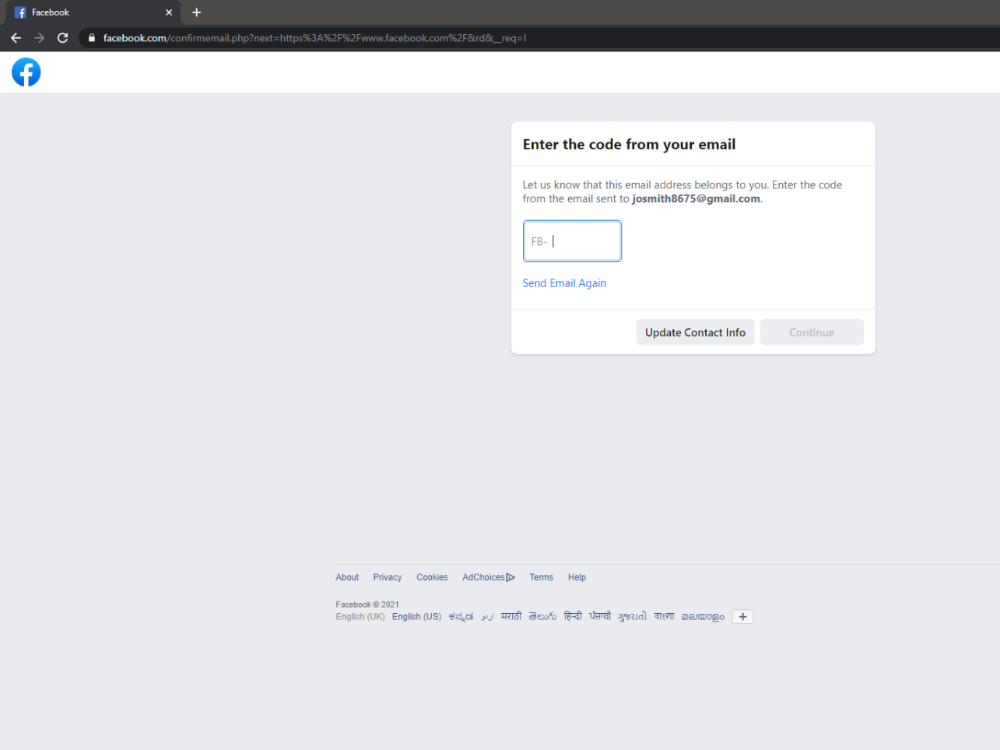 Facebook
facebook.com/confirmemail.php?next=https%3A%2F%2Fwww.facebook.com%2F&rd&__req=l
Enter the code from your email
Let us know that this email address belongs to you. Enter the code
from the email sent to josmith8675@gmail.com.
FB-
Send Email Again
Update Contact Info Continue
About Privacy Cookies AdChoices Terms Help
Facebook © 2021
English (UK) English (US) ಕನ್ನಡ اردو मराठी తెలుగు हिन्दी ਪੰਜਾਬੀ ગુજરાતી বাংলা മലയാളം +